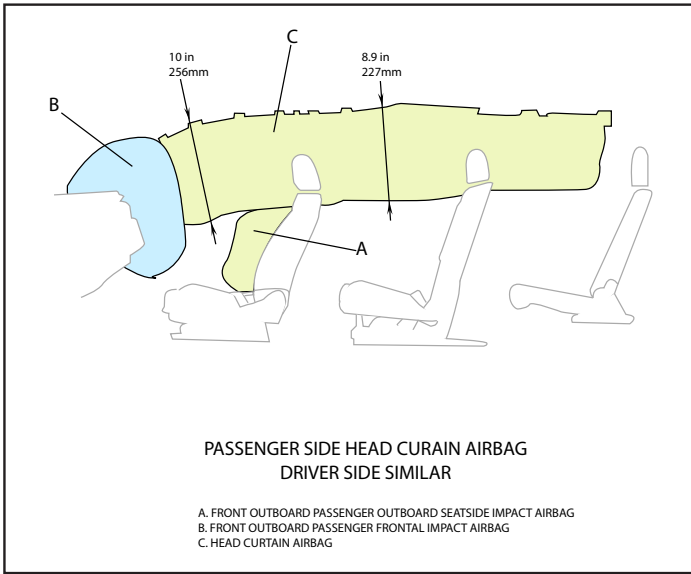 C
10 in
256mm
8.9 in
227mm
B
A
PASSENGER SIDE HEAD CURAIN AIRBAG
DRIVER SIDE SIMILAR
A. FRONT OUTBOARD PASSENGER OUTBOARD SEATSIDE IMPACT AIRBAG
B. FRONT OUTBOARD PASSENGER FRONTAL IMPACT AIRBAG
C. HEAD CURTAIN AIRBAG